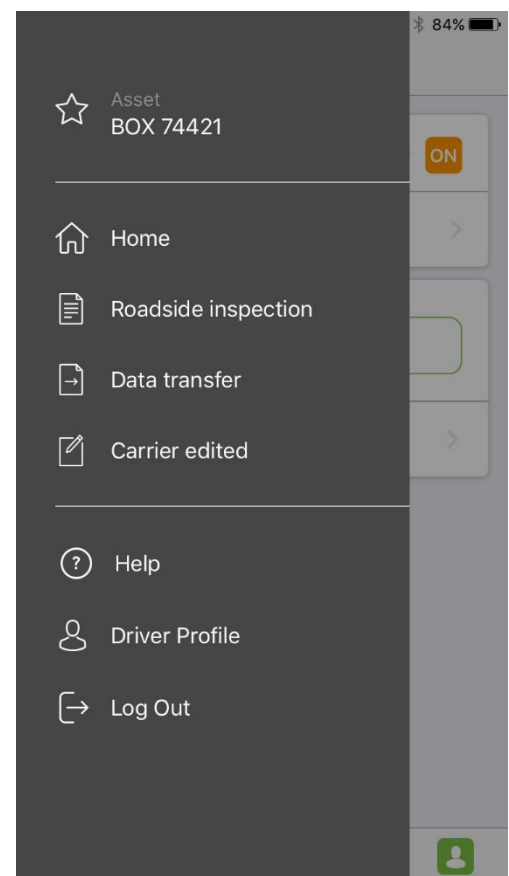 84%
Asset
BOX 74421
ON
Home
Roadside inspection
Data transfer
Carrier edited
Help
Driver Profile
Log Out